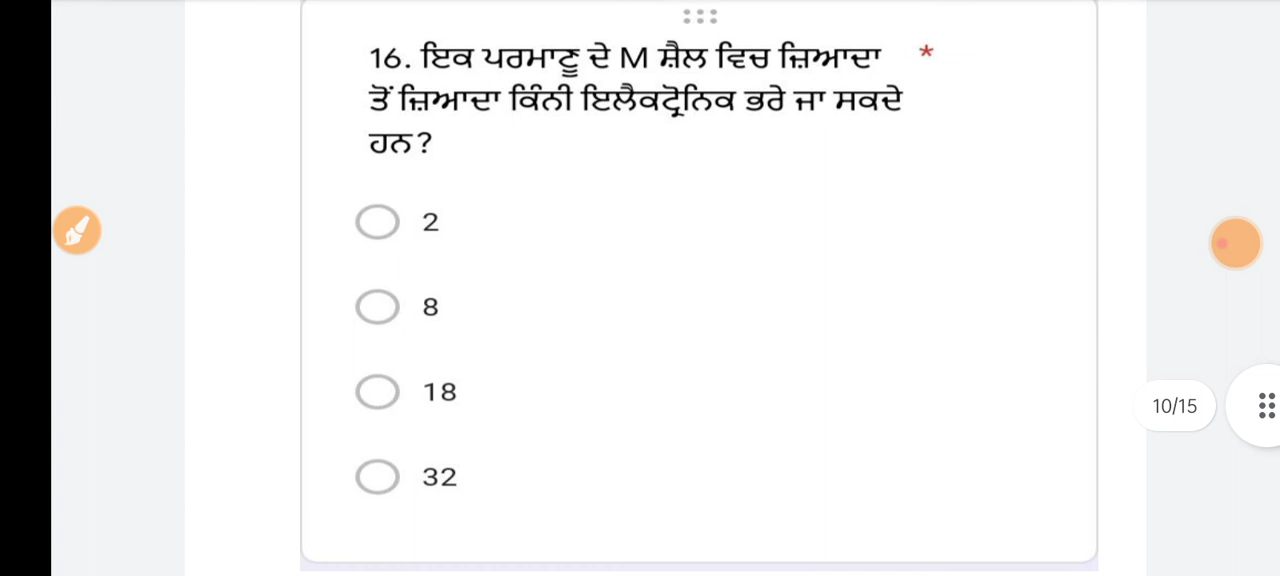 16. ਇਕ ਪਰਮਾਣੂ ਦੇ M ਸ਼ੈਲ ਵਿਚ ਜ਼ਿਆਦਾ *
ਤੋਂ ਜ਼ਿਆਦਾ ਕਿੰਨੀ ਇਲੈਕਟ੍ਰੋਨਿਕ ਭਰੇ ਜਾ ਸਕਦੇ
ਹਨ?
2
8
18
10/15
32